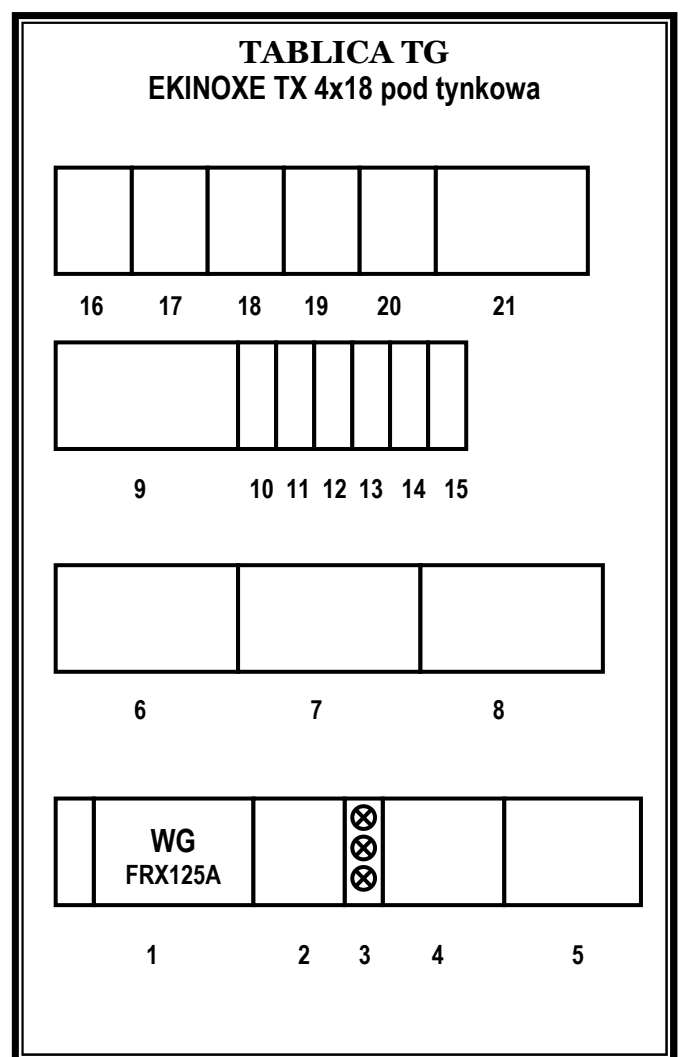 TABLICA TG
EKINOXE TX 4x18 pod tynkowa
16 17 18 19 20 21
9 10 11 12 13 14 15
6 7 8
WG
FRX125A
1 2 3 4 5